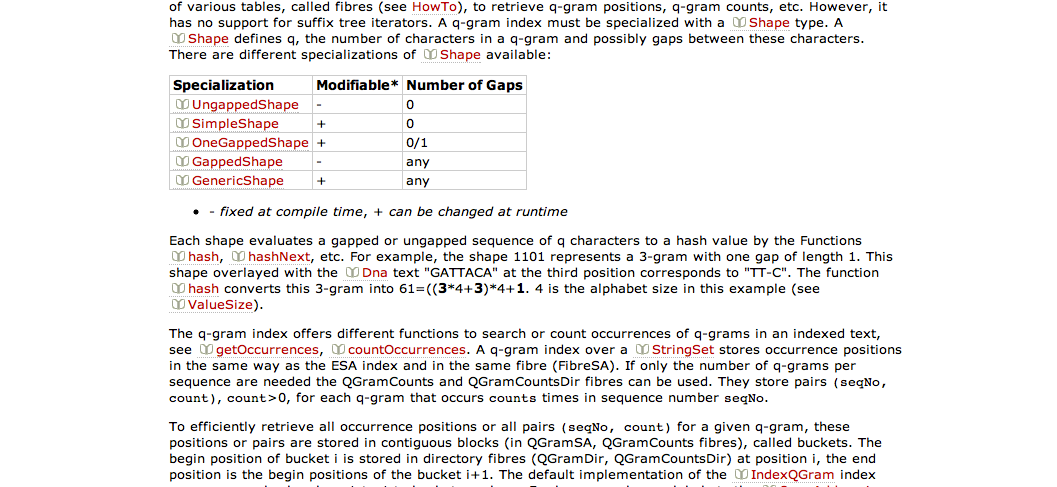 of various tables, called fibres (see HowTo), to retrieve q-gram positions, q-gram counts, etc. However, it
has no support for suffix tree iterators. A q-gram index must be specialized with a Shape type. A
Shape defines q, the number of characters in a q-gram and possibly gaps between these characters.
There are different specializations of Shape available:
Specialization Modifiable* Number of Gaps
UngappedShape - 0
SimpleShape + 0
OneGappedShape + 0/1
GappedShape - any
GenericShape + any
• - fixed at compile time, + can be changed at runtime
Each shape evaluates a gapped or ungapped sequence of q characters to a hash value by the Functions
hash, hashNext, etc. For example, the shape 1101 represents a 3-gram with one gap of length 1. This
shape overlayed with the Dna text "GATTACA" at the third position corresponds to "TT-C". The function
hash converts this 3-gram into 61=((3*4+3)*4+1. 4 is the alphabet size in this example (see
ValueSize).
The q-gram index offers different functions to search or count occurrences of q-grams in an indexed text,
see getOccurrences, countOccurrences. A q-gram index over a StringSet stores occurrence positions
in the same way as the ESA index and in the same fibre (FibreSA). If only the number of q-grams per
sequence are needed the QGramCounts and QGramCountsDir fibres can be used. They store pairs (seqNo,
count), count>0, for each q-gram that occurs counts times in sequence number seqNo.
To efficiently retrieve all occurrence positions or all pairs (seqNo, count) for a given q-gram, these
positions or pairs are stored in contiguous blocks (in QGramSA, QGramCounts fibres), called buckets. The
begin position of bucket i is stored in directory fibres (QGramDir, QGramCountsDir) at position i, the end
position is the begin positions of the bucket i+1. The default implementation of the IndexQGram index